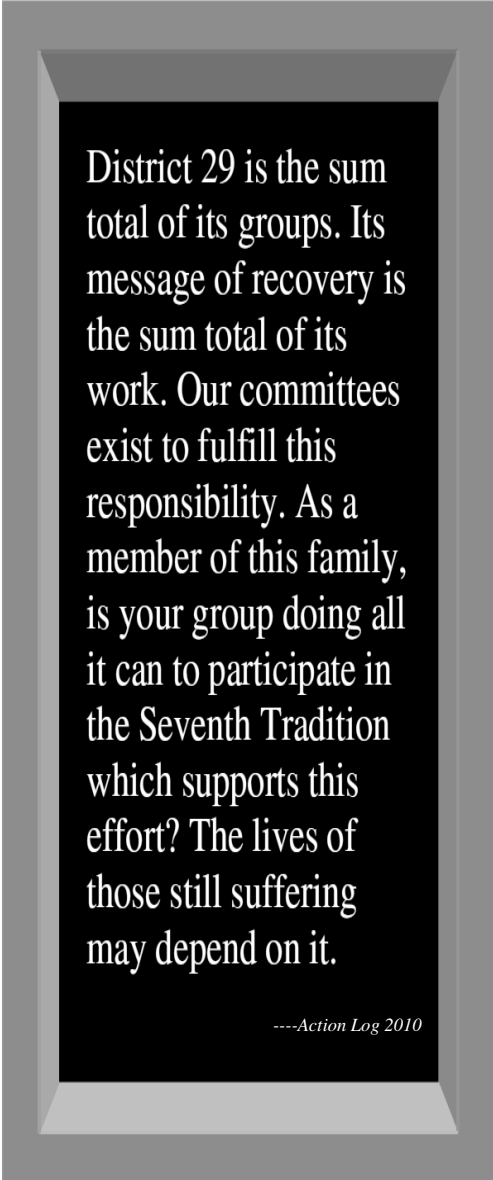 District 29 is the sum
total of its groups. Its
message of recovery is
the sum total of its
work. Our committees
exist to fulfill this
responsibility. As a
member of this family,
is your group doing all
it can to participate in
the Seventh Tradition
which supports this
effort? The lives of
those still suffering
may depend on it.
----Action Log 2010